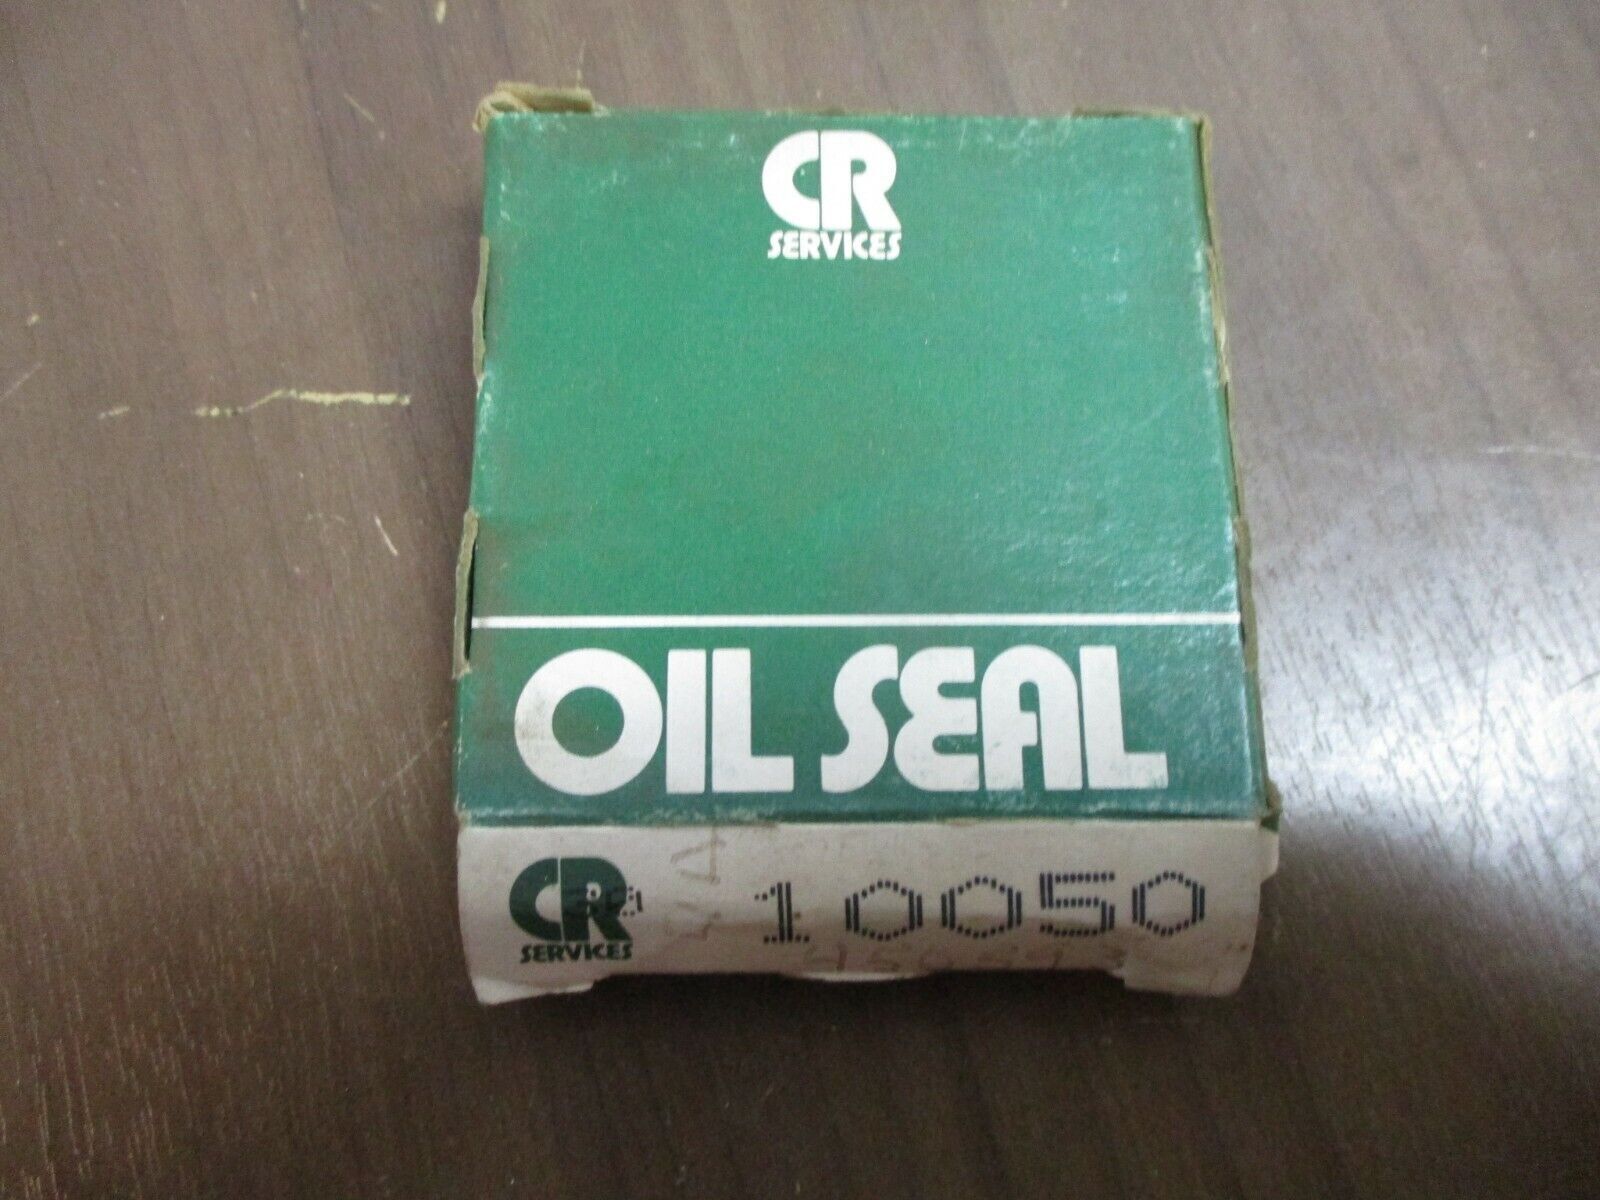 CR
SERVICES
OIL SEAL
CR
SERVICES
10050